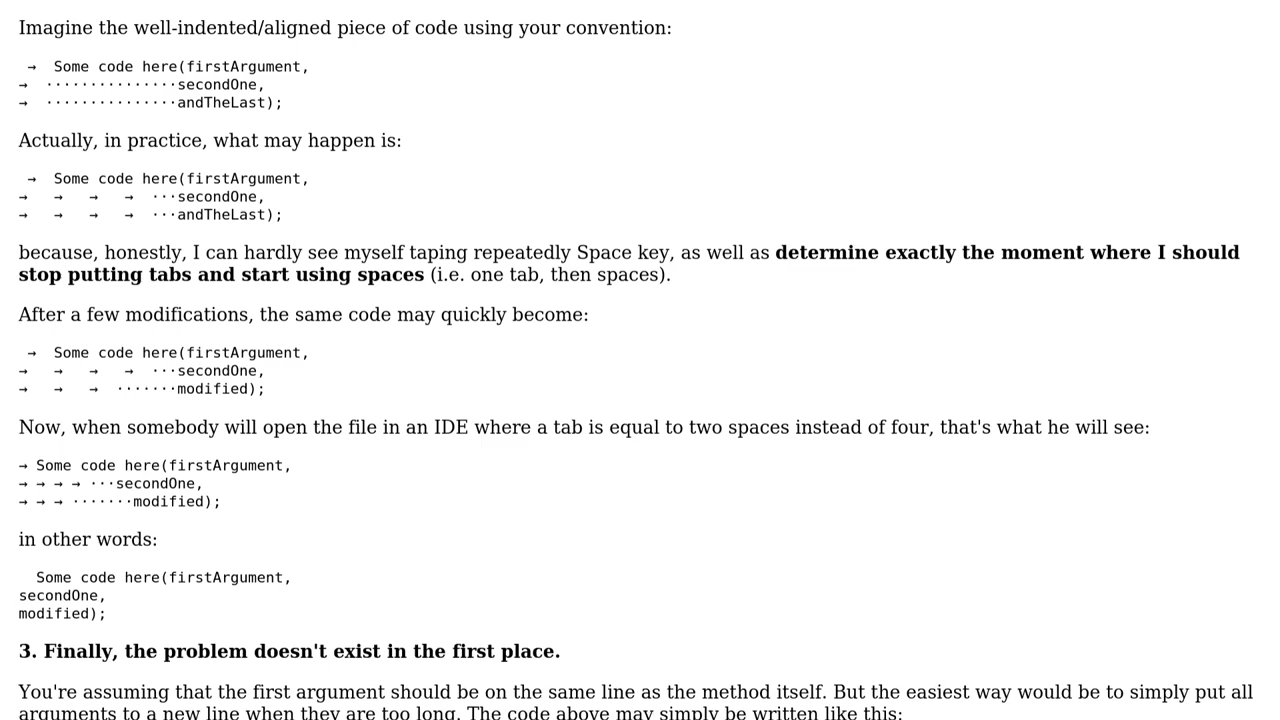 Imagine the well-indented/aligned piece of code using your convention:
 →  Some code here(firstArgument,
→  ···············secondOne,
→  ···············andTheLast);
Actually, in practice, what may happen is:
 →  Some code here(firstArgument,
→   →   →   →  ···secondOne,
→   →   →   →  ···andTheLast);
because, honestly, I can hardly see myself taping repeatedly Space key, as well as determine exactly the moment where I should
stop putting tabs and start using spaces (i.e. one tab, then spaces).
After a few modifications, the same code may quickly become:
 →  Some code here(firstArgument,
→   →   →   →  ···secondOne,
→   →   →  ·······modified);
Now, when somebody will open the file in an IDE where a tab is equal to two spaces instead of four, that's what he will see:
→ Some code here(firstArgument,
→ → → → ···secondOne,
→ → → ·······modified);
in other words:
  Some code here(firstArgument,
secondOne,
modified);
3. Finally, the problem doesn't exist in the first place.
You're assuming that the first argument should be on the same line as the method itself. But the easiest way would be to simply put all
arguments to a new line when they are too long. The code above may simply be written like this: